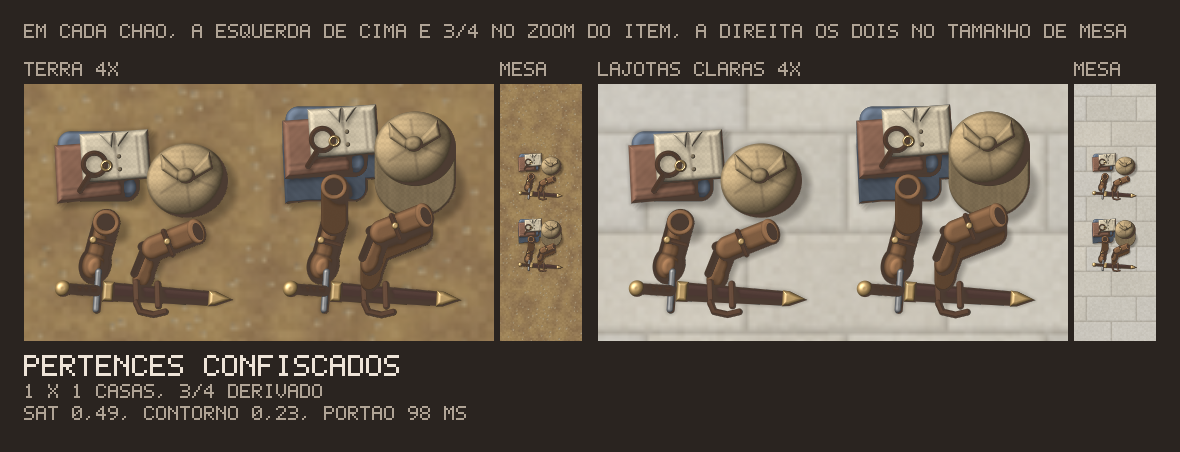 EM CADA CHAO, A ESQUERDA DE CIMA E 3/4 NO ZOOM DO ITEM, A DIREITA OS DOIS NO TAMANHO DE MESA
TERRA 4X MESA LAJOTAS CLARAS 4X MESA
PERTENCES CONFISCADOS
1 X 1 CASAS, 3/4 DERIVADO
SAT 0,49, CONTORNO 0,23, PORTAO 98 MS